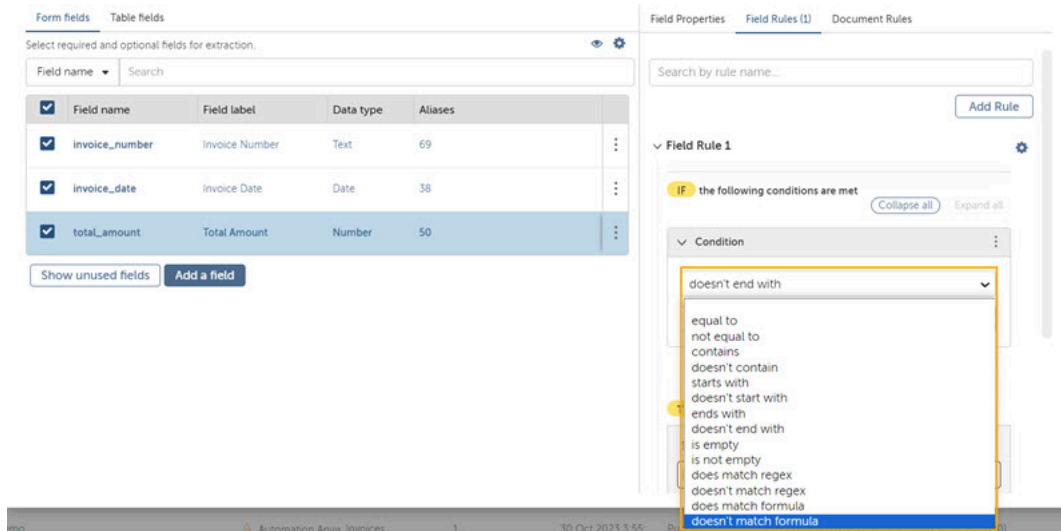 Form fields Table fields
Select required and optional fields for extraction.
Field name Search
Field name Field label Data type Aliases
invoice_number Invoice Number Text 69
invoice_date Invoice Date Date 38
total_amount Total Amount Number 50
Show unused fields Add a field
Field Properties Field Rules (1) Document Rules
Search by rule name...
Add Rule
Field Rule 1
IF the following conditions are met
Collapse all Expand all
Condition
doesn't end with
equal to
not equal to
contains
doesn't contain
starts with
doesn't start with
ends with
doesn't end with
is empty
is not empty
does match regex
doesn't match regex
does match formula
doesn't match formula
Automation Anyw Invoices 1 30 Oct 2023 3:55: